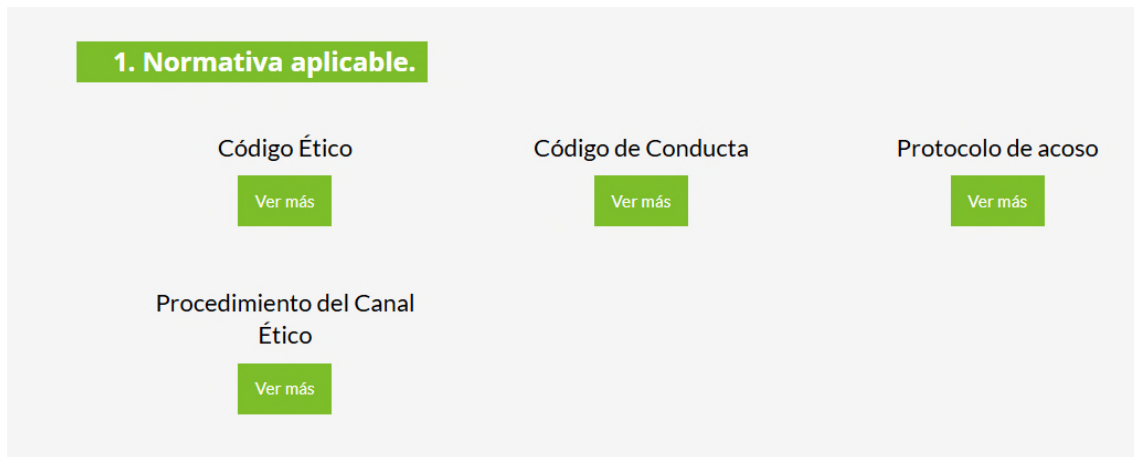 1. Normativa aplicable.
Código Ético
Código de Conducta
Protocolo de acoso
Ver más
Ver más
Ver más
Procedimiento del Canal
Ético
Ver más